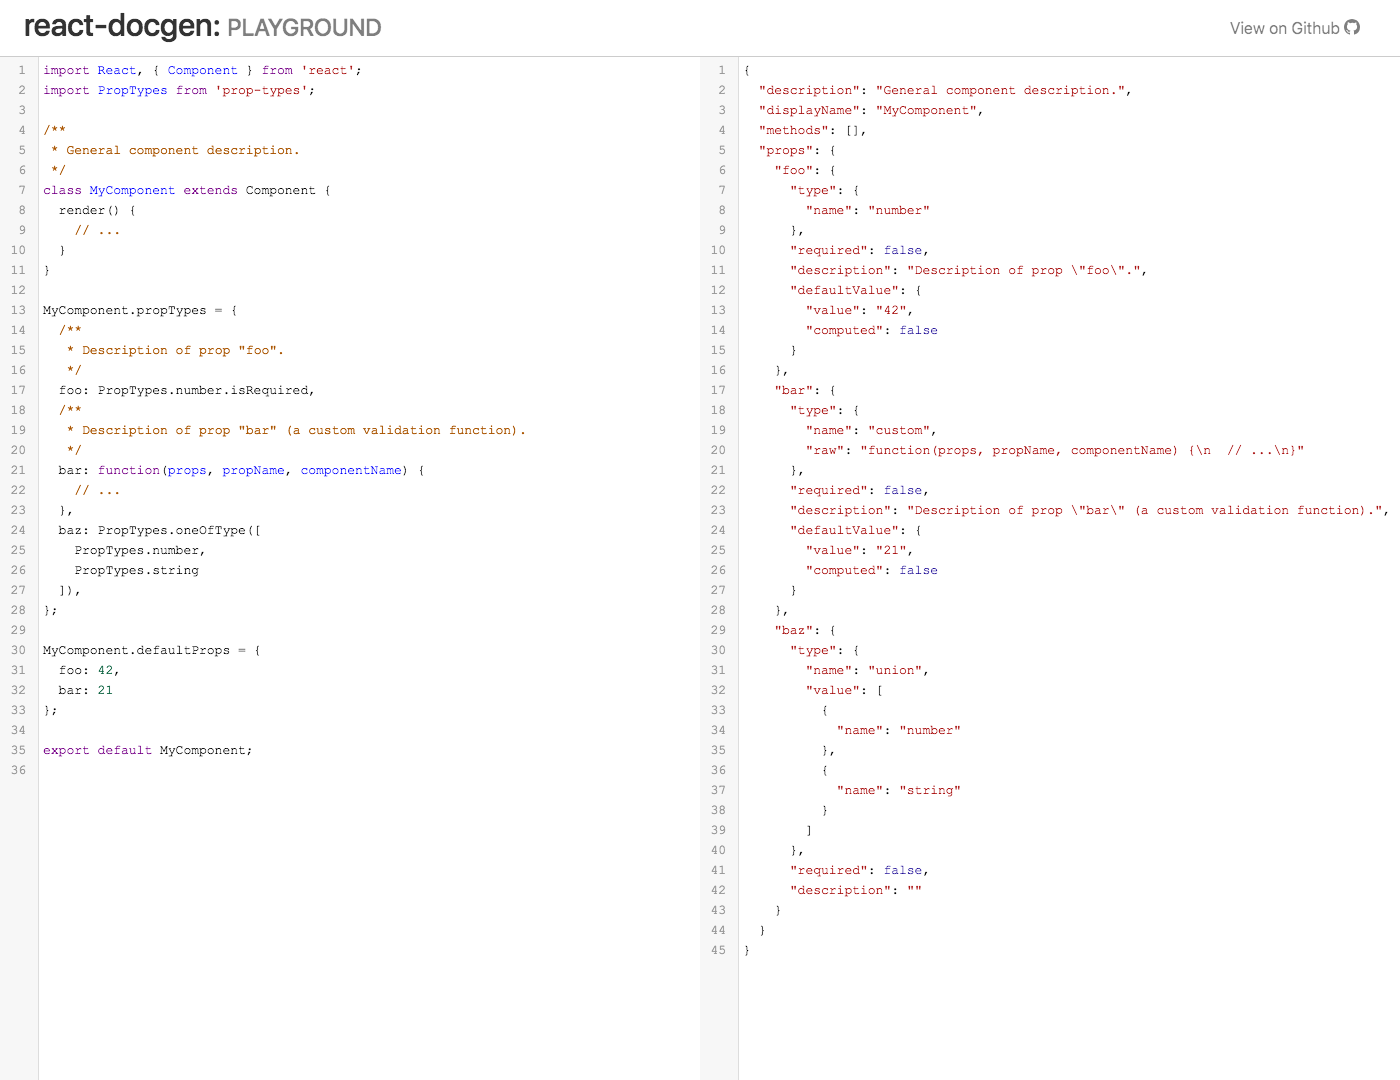 react-docgen: PLAYGROUND
View on Github
1 import React, { Component } from 'react';
2 import PropTypes from 'prop-types';
3
4 /**
5  * General component description.
6  */
7 class MyComponent extends Component {
8   render() {
9     // ...
10   }
11 }
12
13 MyComponent.propTypes = {
14   /**
15    * Description of prop "foo".
16    */
17   foo: PropTypes.number.isRequired,
18   /**
19    * Description of prop "bar" (a custom validation function).
20    */
21   bar: function(props, propName, componentName) {
22     // ...
23   },
24   baz: PropTypes.oneOfType([
25     PropTypes.number,
26     PropTypes.string
27   ]),
28 };
29
30 MyComponent.defaultProps = {
31   foo: 42,
32   bar: 21
33 };
34
35 export default MyComponent;
36
1 {
2   "description": "General component description.",
3   "displayName": "MyComponent",
4   "methods": [],
5   "props": {
6     "foo": {
7       "type": {
8         "name": "number"
9       },
10       "required": false,
11       "description": "Description of prop \"foo\".",
12       "defaultValue": {
13         "value": "42",
14         "computed": false
15       }
16     },
17     "bar": {
18       "type": {
19         "name": "custom",
20         "raw": "function(props, propName, componentName) {\n  // ...\n}"
21       },
22       "required": false,
23       "description": "Description of prop \"bar\" (a custom validation function).",
24       "defaultValue": {
25         "value": "21",
26         "computed": false
27       }
28     },
29     "baz": {
30       "type": {
31         "name": "union",
32         "value": [
33           {
34             "name": "number"
35           },
36           {
37             "name": "string"
38           }
39         ]
40       },
41       "required": false,
42       "description": ""
43     }
44   }
45 }